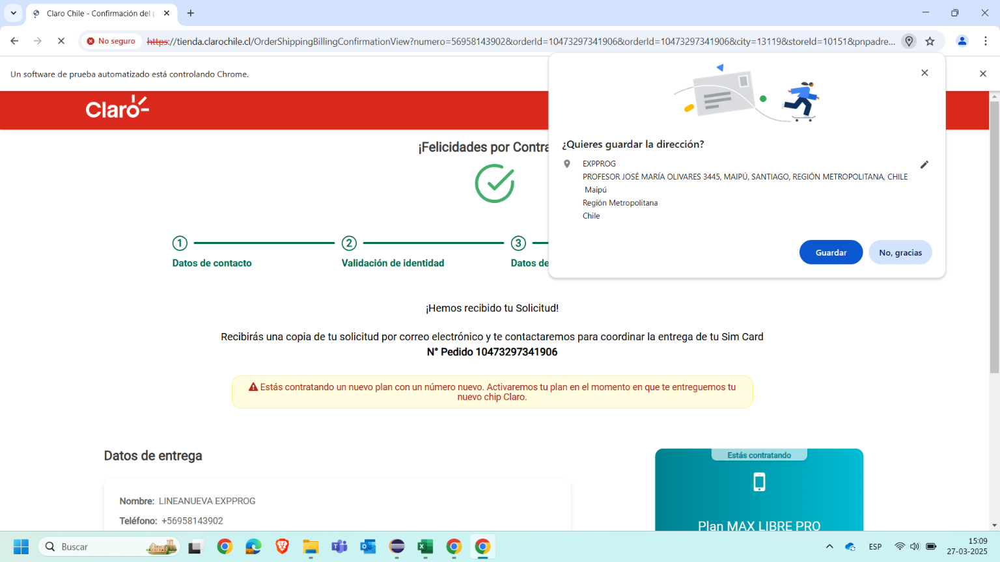 Claro Chile - Confirmación del p
No seguro
https://tienda.clarochile.cl/OrderShippingBillingConfirmationView?numero=56958143902&orderId=10473297341906&orderId=10473297341906&city=13119&storeId=10151&pnpadre...
Un software de prueba automatizado está controlando Chrome.
Claro
¡Felicidades por Contra
¿Quieres guardar la dirección?
EXPPROG
PROFESOR JOSÉ MARÍA OLIVARES 3445, MAIPÚ, SANTIAGO, REGIÓN METROPOLITANA, CHILE
Maipú
Región Metropolitana
Chile
Guardar
No, gracias
1
2
3
Datos de contacto
Validación de identidad
Datos de
¡Hemos recibido tu Solicitud!
Recibirás una copia de tu solicitud por correo electrónico y te contactaremos para coordinar la entrega de tu Sim Card
N° Pedido 10473297341906
Estás contratando un nuevo plan con un número nuevo. Activaremos tu plan en el momento en que te entreguemos tu
nuevo chip Claro.
Datos de entrega
Nombre: LINEANUEVA EXPPROG
Teléfono: +56958143902
Estás contratando
Plan MAX LIBRE PRO
Buscar
ESP
15:09
27-03-2025